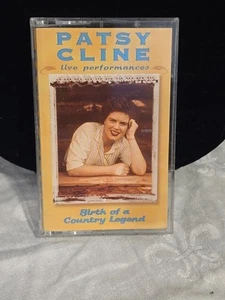 PATSY
CLINE
live performances
Birth of a
Country Legend